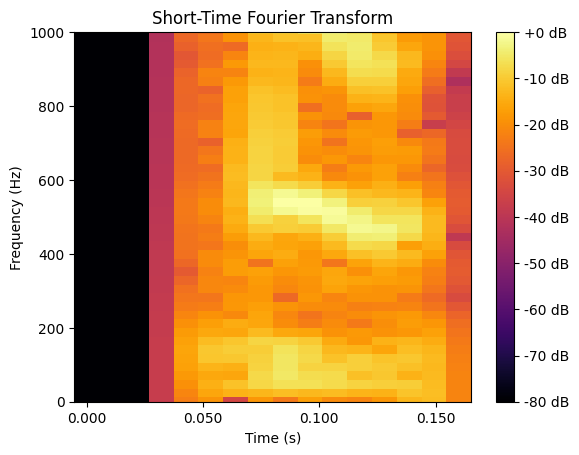 Short-Time Fourier Transform
1000
800
600
400
200
0
Frequency (Hz)
0.000
0.050
0.100
0.150
Time (s)
+0 dB
-10 dB
-20 dB
-30 dB
-40 dB
-50 dB
-60 dB
-70 dB
-80 dB